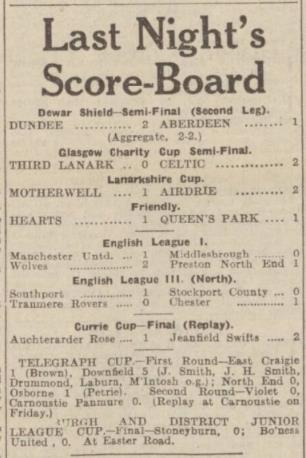 Last Night's
Score-Board
Dewar Shield—Semi-Final (Second Leg).
DUNDEE ............ 2 ABERDEEN ........ 1
(Aggregate, 2-2.)
Glasgow Charity Cup Semi-Final.
THIRD LANARK .. 0 CELTIC ............. 2
Lanarkshire Cup.
MOTHERWELL .... 1 AIRDRIE ........... 2
Friendly.
HEARTS ............ 1 QUEEN'S PARK .... 1
English League I.
Manchester Untd. ... 1 Middlesbrough ........ 0
Wolves ............... 2 Preston North End 1
English League III. (North).
Southport ............ 1 Stockport County ... 0
Tranmere Rovers ..... 0 Chester ............... 1
Currie Cup—Final (Replay).
Auchterarder Rose .... 1 Jeanfield Swifts ..... 2
TELEGRAPH CUP.—First Round—East Craigie
1 (Brown), Downfield 5 (J. Smith, J. H. Smith,
Drummond, Laburn, M'Intosh o.g.); North End 0,
Osborne 1 (Petrie). Second Round—Violet 0,
Carnoustie Panmure 0. (Replay at Carnoustie on
Friday.)
BURGH AND DISTRICT JUNIOR
LEAGUE CUP.—Final—Stoneyburn, 0; Bo'ness
United, 0. At Easter Road.